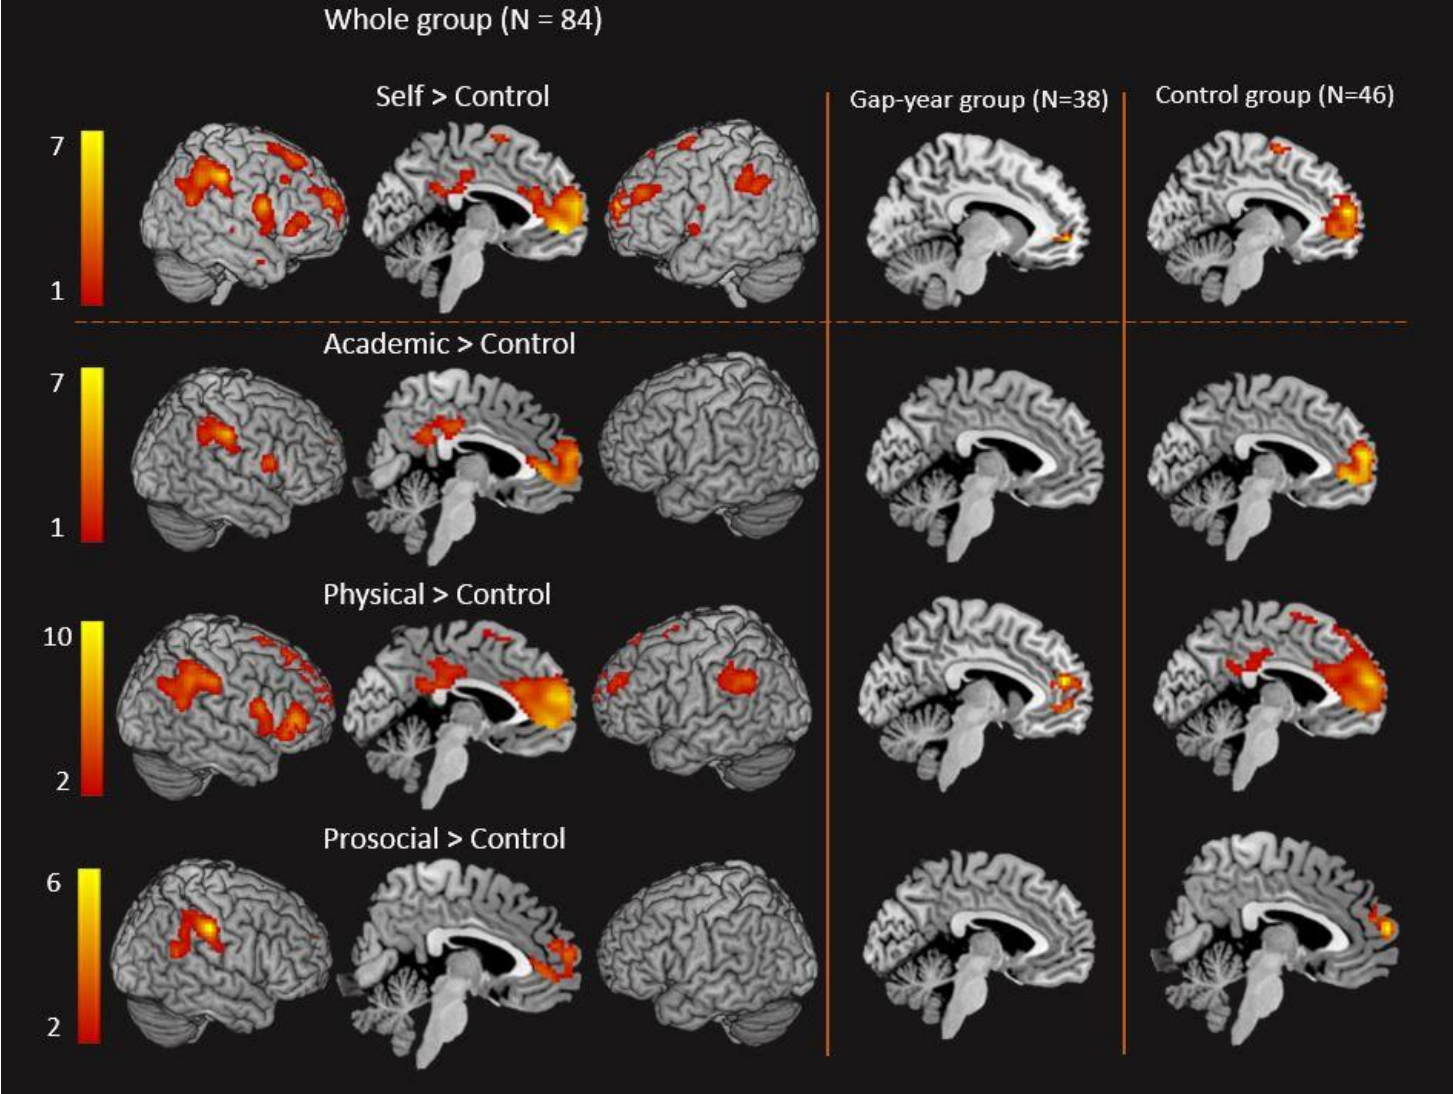 Whole group (N = 84)
Self > Control
Gap-year group (N=38)
Control group (N=46)
7
1
Academic > Control
7
1
Physical > Control
10
2
Prosocial > Control
6
2